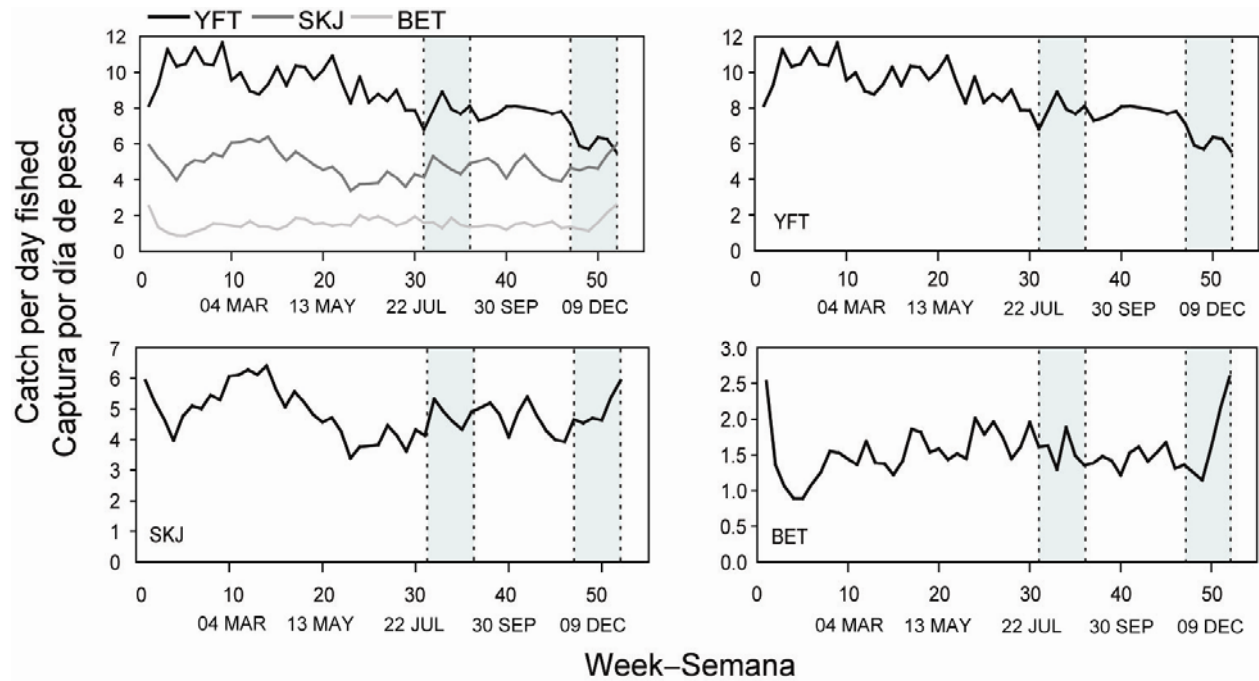 YFT SKJ BET
Catch per day fished
Captura por día de pesca
12
10
8
6
4
2
0
0 10 20 30 40 50
04 MAR 13 MAY 22 JUL 30 SEP 09 DEC
12
10
8
6
4
2
0
YFT
0 10 20 30 40 50
04 MAR 13 MAY 22 JUL 30 SEP 09 DEC
7
6
5
4
3
2
1
0
SKJ
0 10 20 30 40 50
04 MAR 13 MAY 22 JUL 30 SEP 09 DEC
3.0
2.5
2.0
1.5
1.0
0.5
0.0
BET
0 10 20 30 40 50
04 MAR 13 MAY 22 JUL 30 SEP 09 DEC
Week–Semana